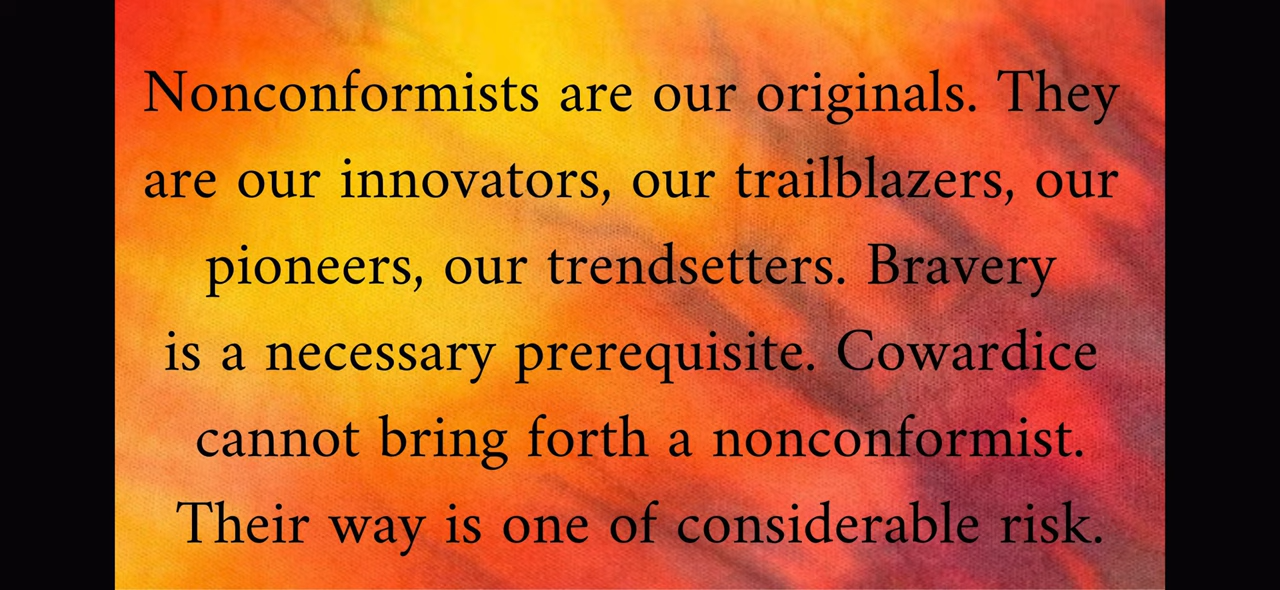 Nonconformists are our originals. They
are our innovators, our trailblazers, our
pioneers, our trendsetters. Bravery
is a necessary prerequisite. Cowardice
cannot bring forth a nonconformist.
Their way is one of considerable risk.